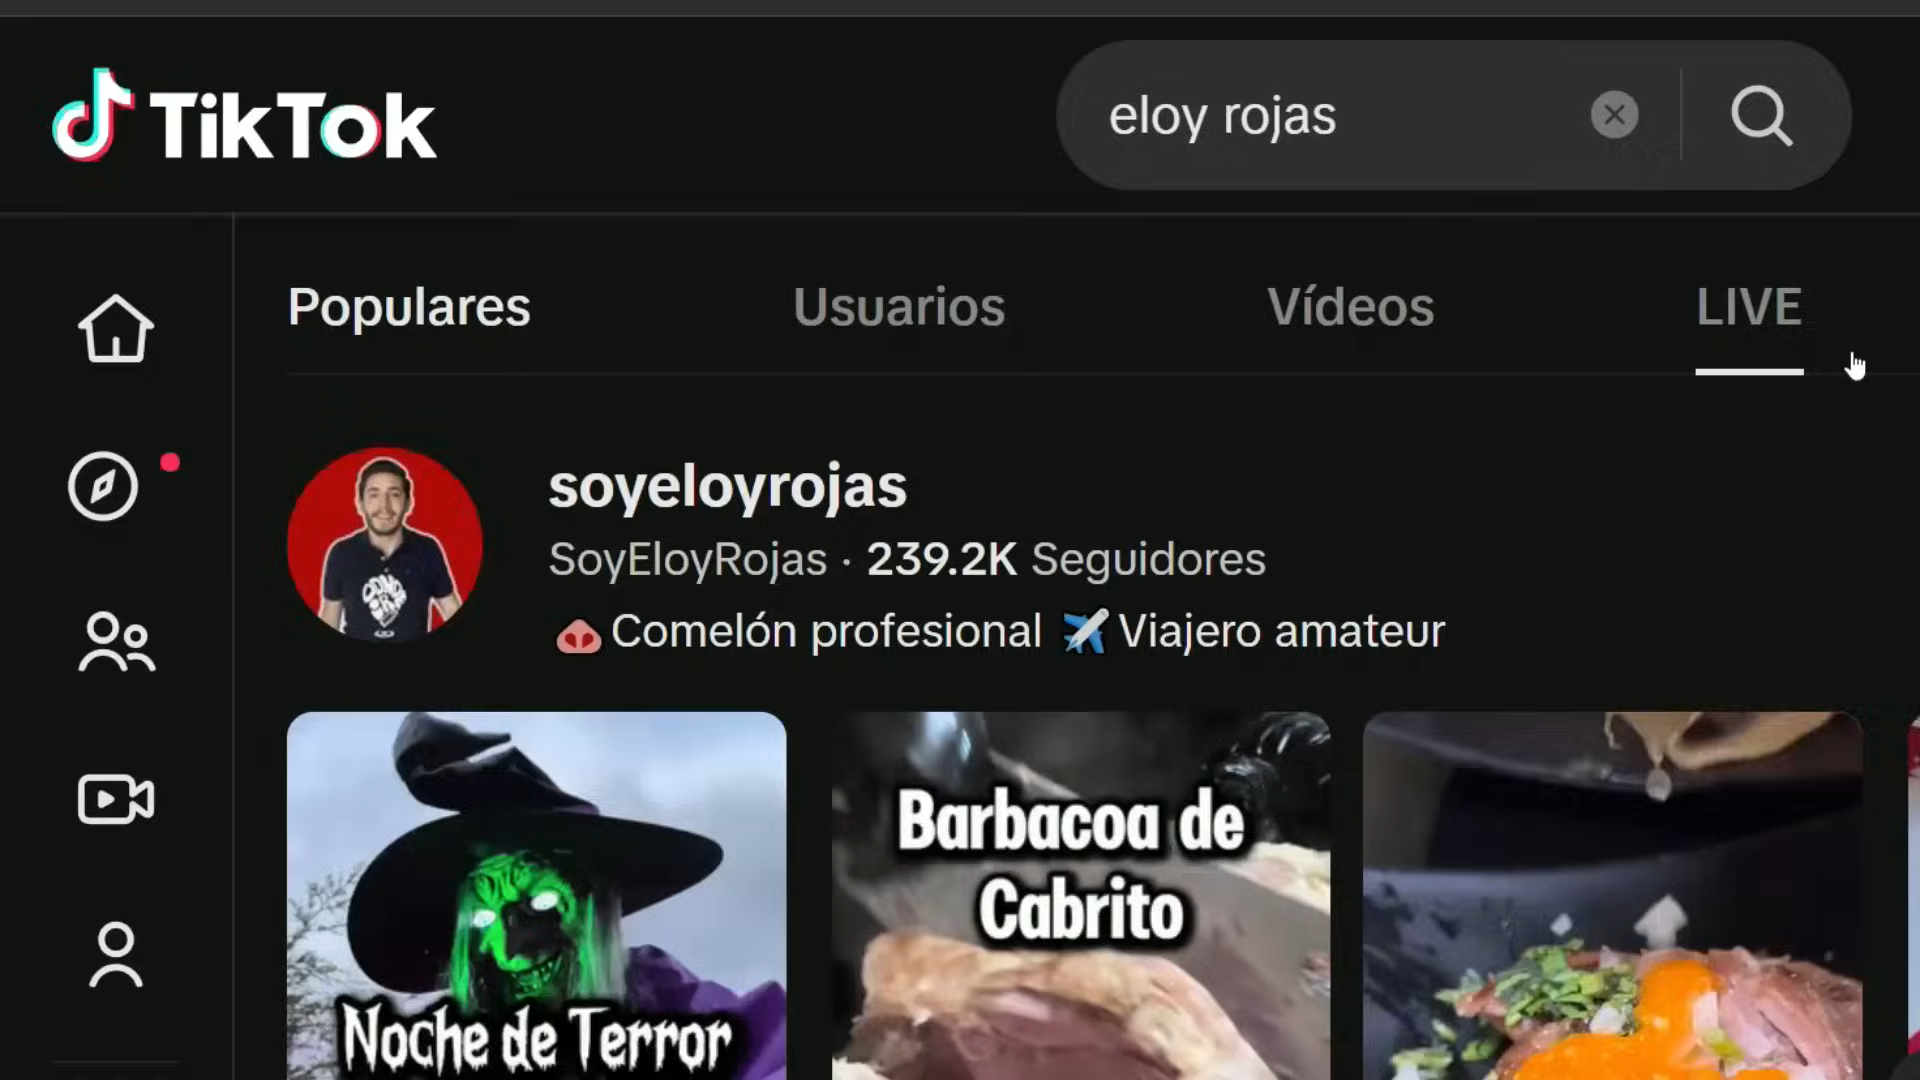 TikTok
eloy rojas
Populares
Usuarios
Vídeos
LIVE
soyeloyrojas
SoyEloyRojas · 239.2K Seguidores
🐽Comelón profesional ✈️Viajero amateur
Barbacoa de
Cabrito
Noche de Terror